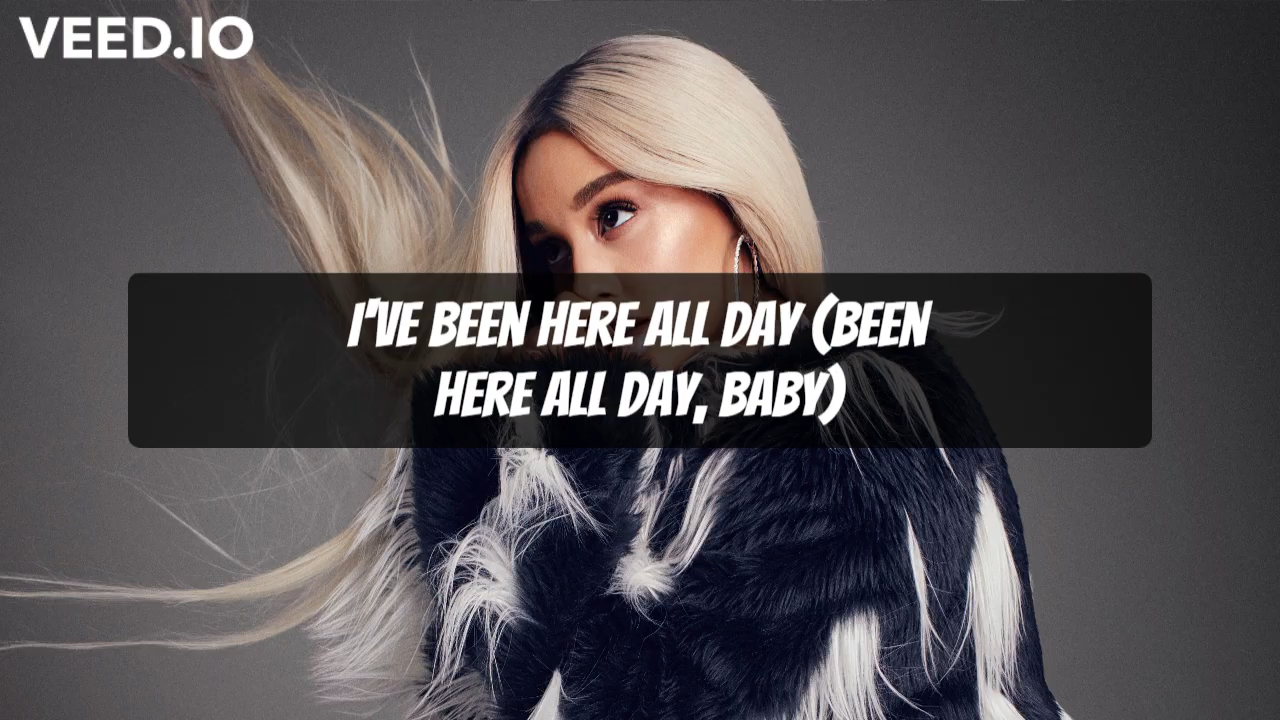 VEED.IO
I'VE BEEN HERE ALL DAY (BEEN
HERE ALL DAY, BABY)